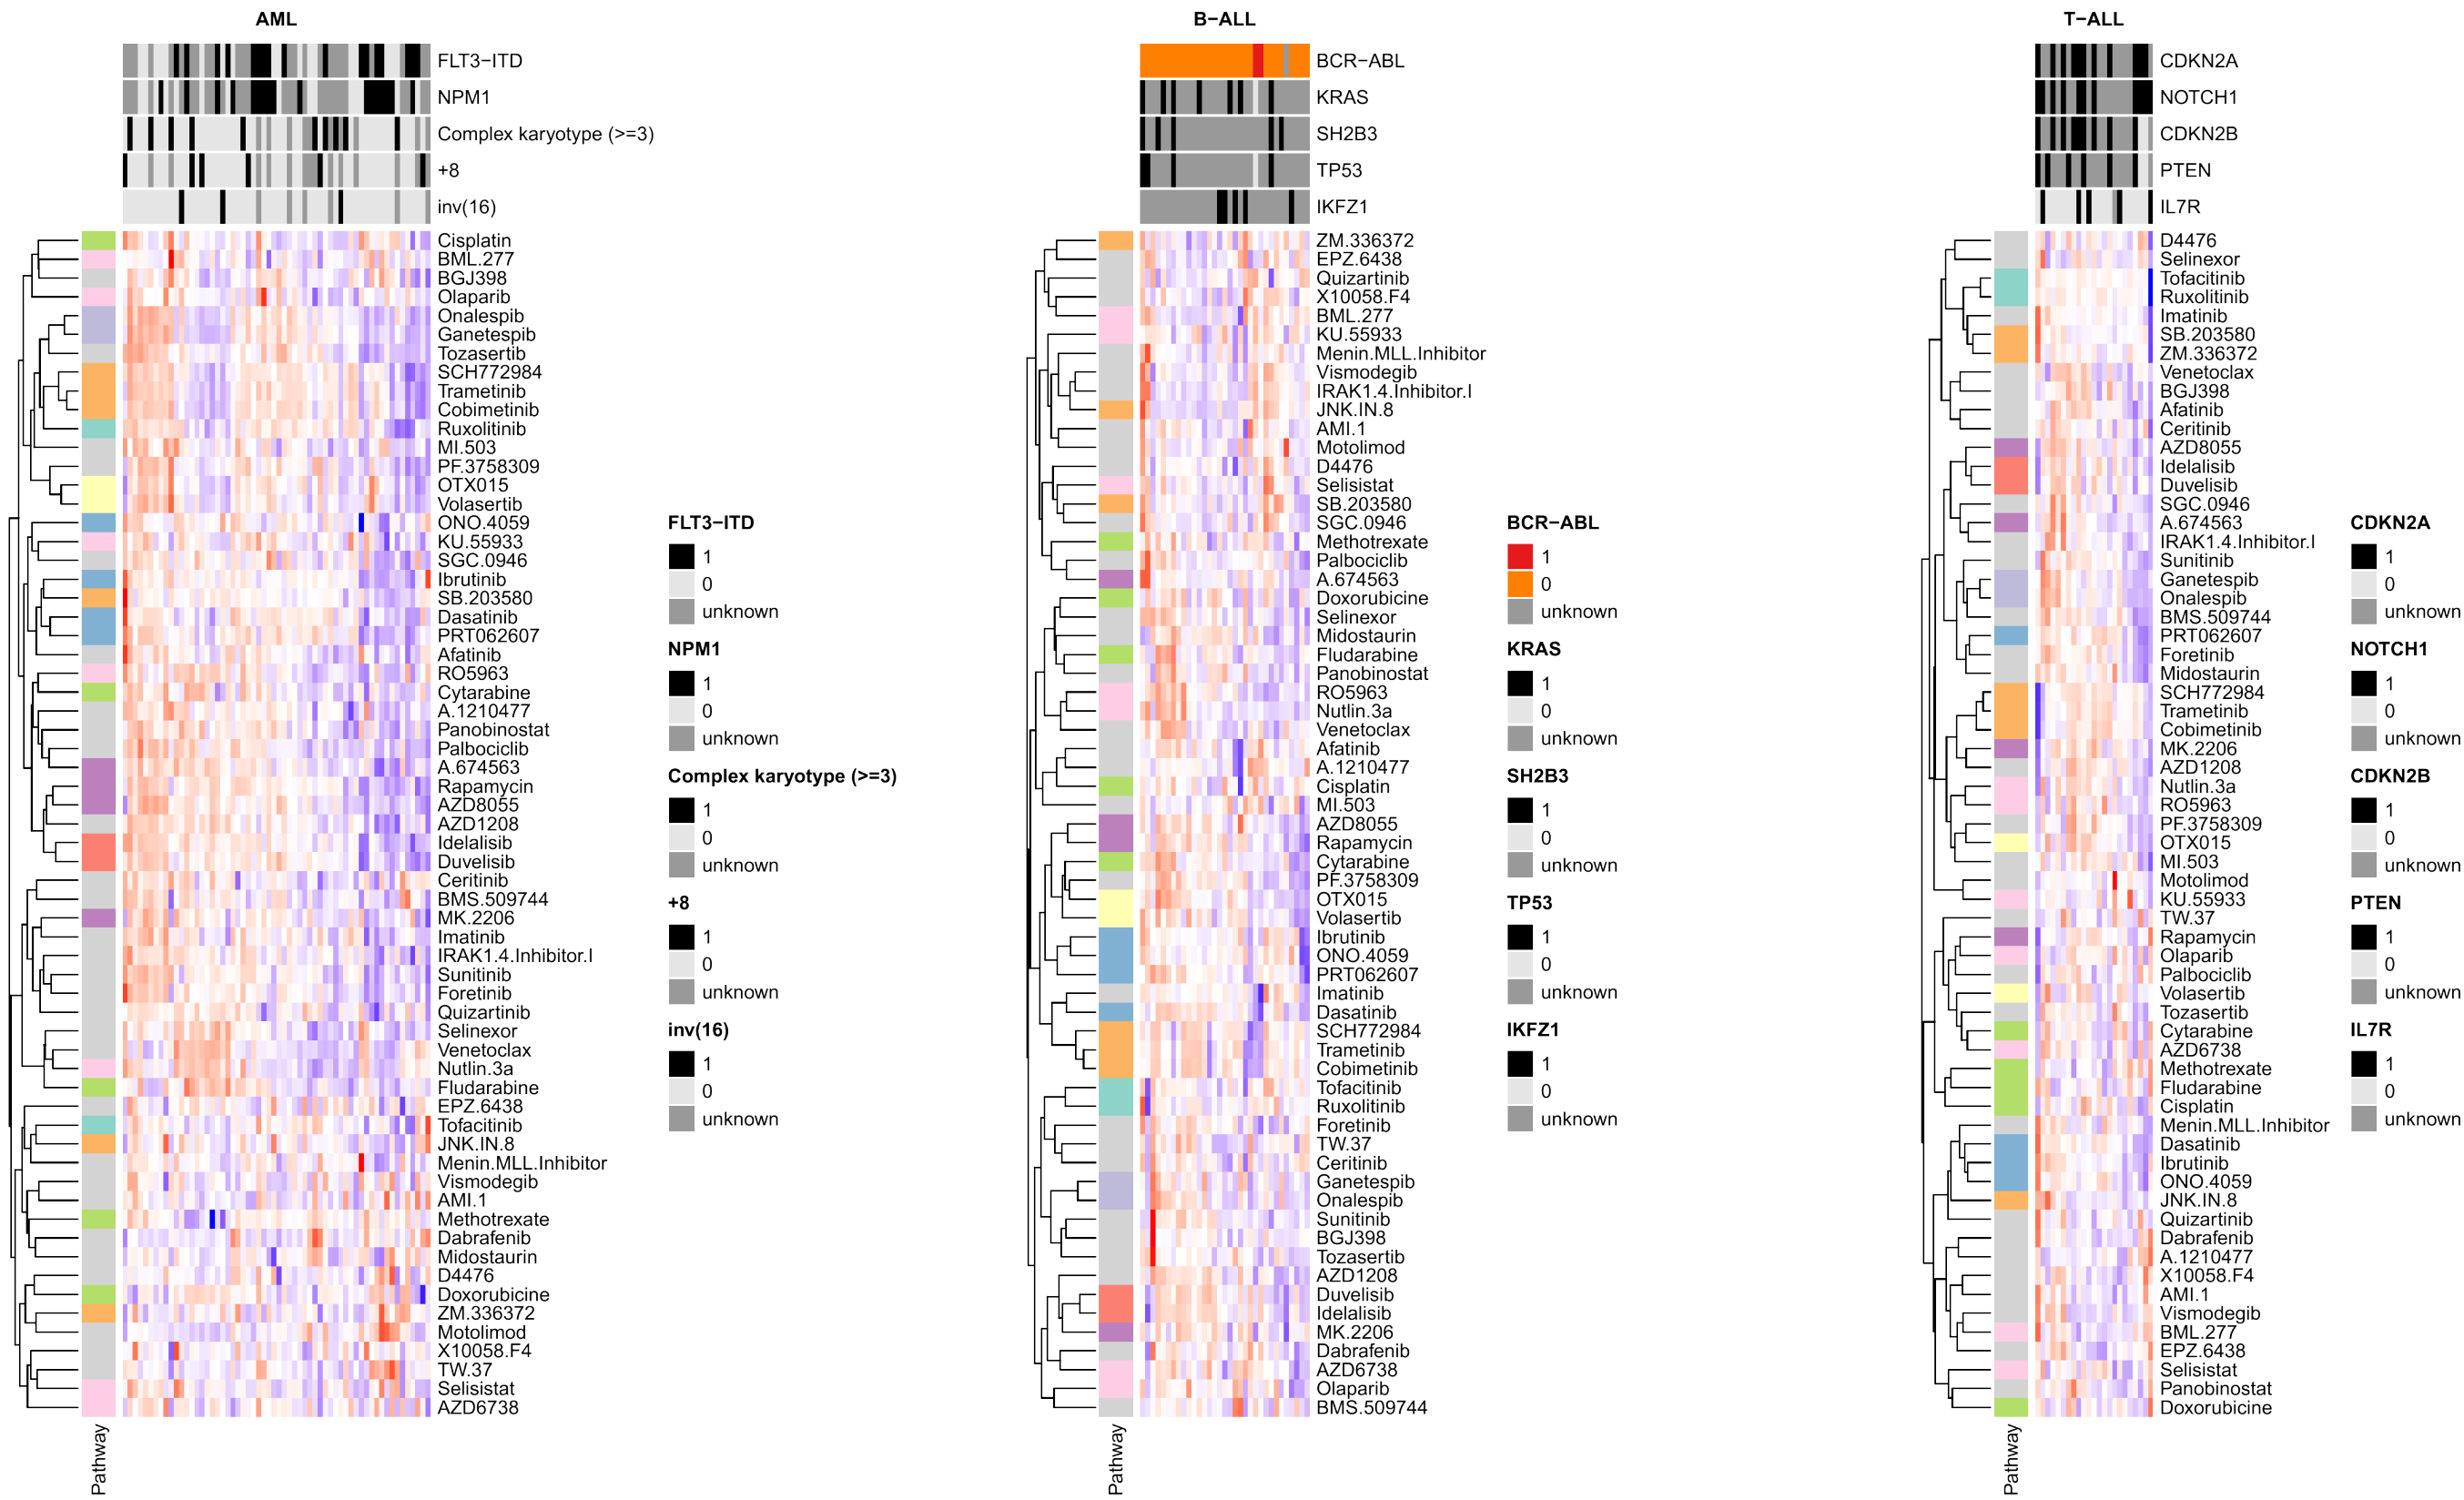 AML
FLT3−ITD
NPM1
Complex karyotype (>=3)
+8
inv(16)
Cisplatin
BML.277
BGJ398
Olaparib
Onalespib
Ganetespib
Tozasertib
SCH772984
Trametinib
Cobimetinib
Ruxolitinib
MI.503
PF.3758309
OTX015
Volasertib
ONO.4059
KU.55933
SGC.0946
Ibrutinib
SB.203580
Dasatinib
PRT062607
Afatinib
RO5963
Cytarabine
A.1210477
Panobinostat
Palbociclib
A.674563
Rapamycin
AZD8055
AZD1208
Idelalisib
Duvelisib
Ceritinib
BMS.509744
MK.2206
Imatinib
IRAK1.4.Inhibitor.I
Sunitinib
Foretinib
Quizartinib
Selinexor
Venetoclax
Nutlin.3a
Fludarabine
EPZ.6438
Tofacitinib
JNK.IN.8
Menin.MLL.Inhibitor
Vismodegib
AMI.1
Methotrexate
Dabrafenib
Midostaurin
D4476
Doxorubicine
ZM.336372
Motolimod
X10058.F4
TW.37
Selisistat
AZD6738
Pathway
FLT3−ITD
1
0
unknown
NPM1
1
0
unknown
Complex karyotype (>=3)
1
0
unknown
+8
1
0
unknown
inv(16)
1
0
unknown
B−ALL
BCR−ABL
KRAS
SH2B3
TP53
IKFZ1
ZM.336372
EPZ.6438
Quizartinib
X10058.F4
BML.277
KU.55933
Menin.MLL.Inhibitor
Vismodegib
IRAK1.4.Inhibitor.I
JNK.IN.8
AMI.1
Motolimod
D4476
Selisistat
SB.203580
SGC.0946
Methotrexate
Palbociclib
A.674563
Doxorubicine
Selinexor
Midostaurin
Fludarabine
Panobinostat
RO5963
Nutlin.3a
Venetoclax
Afatinib
A.1210477
Cisplatin
MI.503
AZD8055
Rapamycin
Cytarabine
PF.3758309
OTX015
Volasertib
Ibrutinib
ONO.4059
PRT062607
Imatinib
Dasatinib
SCH772984
Trametinib
Cobimetinib
Tofacitinib
Ruxolitinib
Foretinib
TW.37
Ceritinib
Ganetespib
Onalespib
Sunitinib
BGJ398
Tozasertib
AZD1208
Duvelisib
Idelalisib
MK.2206
Dabrafenib
AZD6738
Olaparib
BMS.509744
Pathway
BCR−ABL
1
0
unknown
KRAS
1
0
unknown
SH2B3
1
0
unknown
TP53
1
0
unknown
IKFZ1
1
0
unknown
T−ALL
CDKN2A
NOTCH1
CDKN2B
PTEN
IL7R
D4476
Selinexor
Tofacitinib
Ruxolitinib
Imatinib
SB.203580
ZM.336372
Venetoclax
BGJ398
Afatinib
Ceritinib
AZD8055
Idelalisib
Duvelisib
SGC.0946
A.674563
IRAK1.4.Inhibitor.I
Sunitinib
Ganetespib
Onalespib
BMS.509744
PRT062607
Foretinib
Midostaurin
SCH772984
Trametinib
Cobimetinib
MK.2206
AZD1208
Nutlin.3a
RO5963
PF.3758309
OTX015
MI.503
Motolimod
KU.55933
TW.37
Rapamycin
Olaparib
Palbociclib
Volasertib
Tozasertib
Cytarabine
AZD6738
Methotrexate
Fludarabine
Cisplatin
Menin.MLL.Inhibitor
Dasatinib
Ibrutinib
ONO.4059
JNK.IN.8
Quizartinib
Dabrafenib
A.1210477
X10058.F4
AMI.1
Vismodegib
BML.277
EPZ.6438
Selisistat
Panobinostat
Doxorubicine
Pathway
CDKN2A
1
0
unknown
NOTCH1
1
0
unknown
CDKN2B
1
0
unknown
PTEN
1
0
unknown
IL7R
1
0
unknown